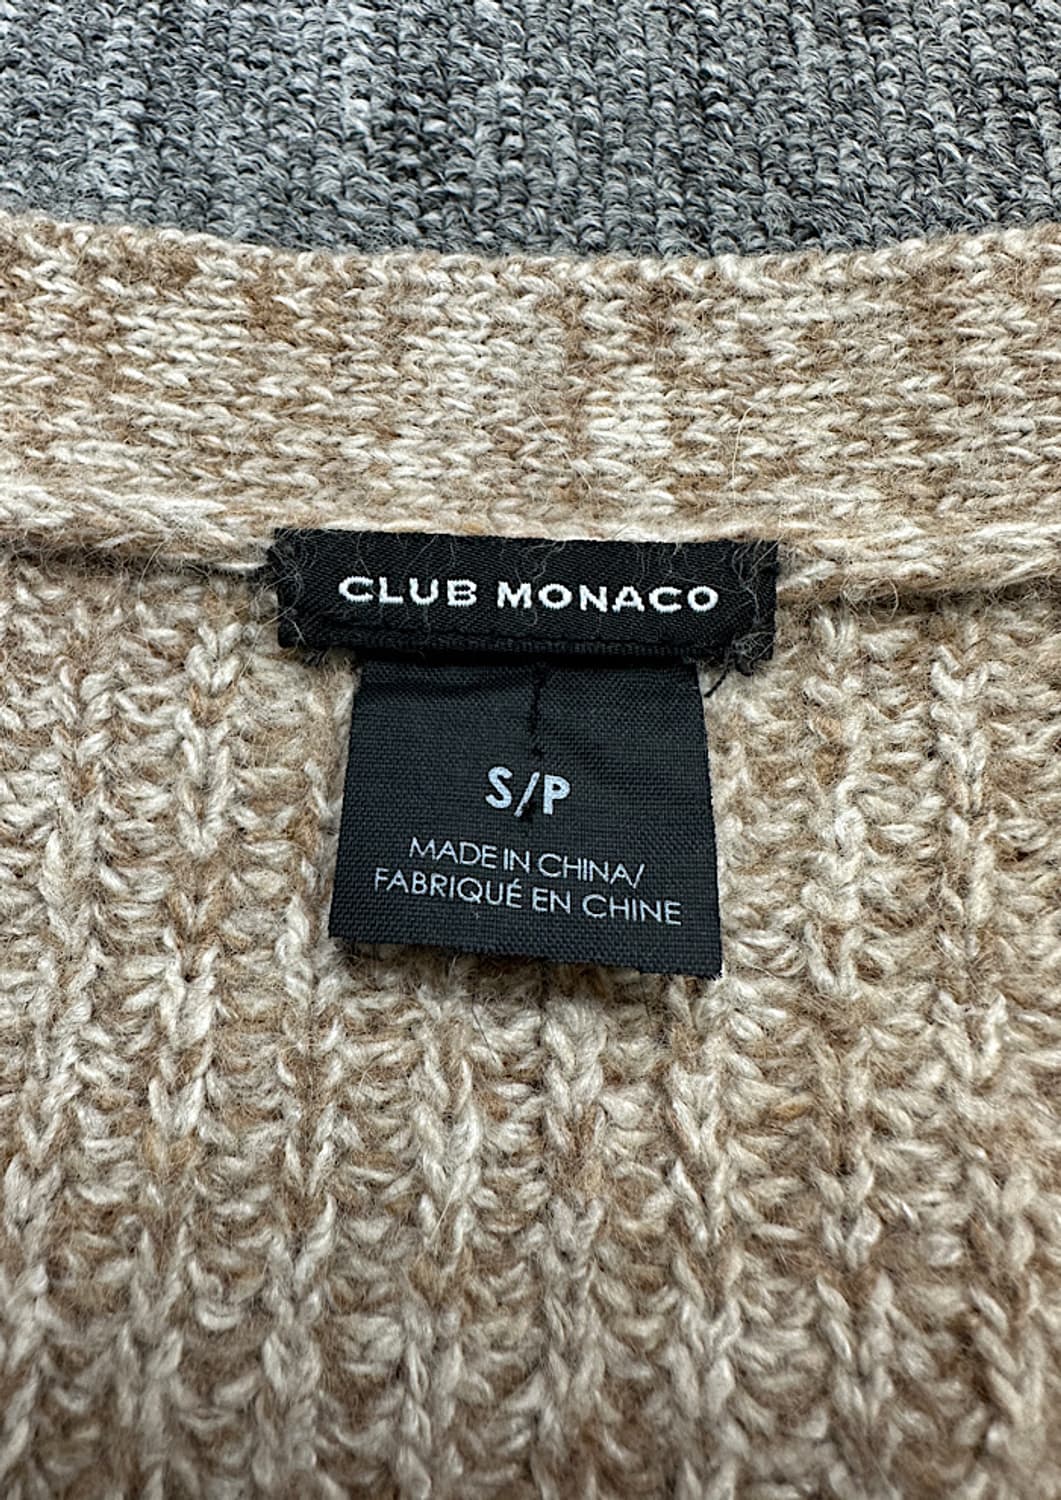 CLUB MONACO
S/P
MADE IN CHINA/
FABRIQUÉ EN CHINE